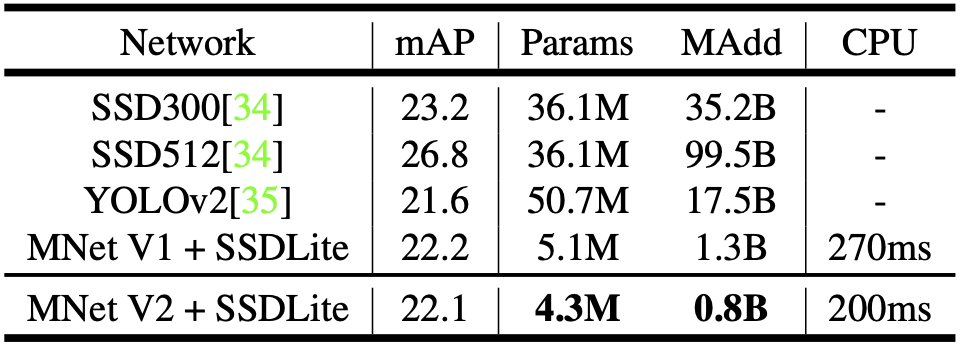 Network mAP Params MAdd CPU
SSD300[34] 23.2 36.1M 35.2B -
SSD512[34] 26.8 36.1M 99.5B -
YOLOv2[35] 21.6 50.7M 17.5B -
MNet V1 + SSDLite 22.2 5.1M 1.3B 270ms
MNet V2 + SSDLite 22.1 4.3M 0.8B 200ms